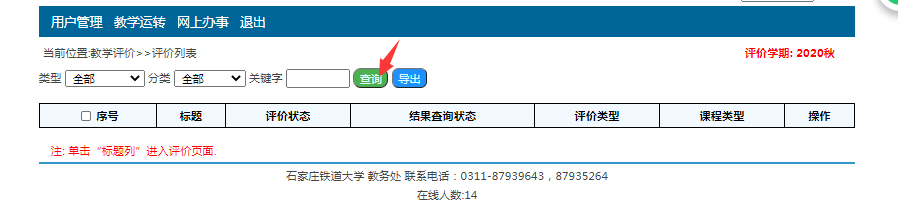 用户管理 教学运转 网上办事 退出
当前位置:教学评价>>评价列表 评价学期: 2020秋
类型 全部 分类 全部 关键字 查询 导出
序号 标题 评价状态 结果查询状态 评价类型 课程类型 操作
注: 单击“标题列”进入评价页面.
石家庄铁道大学 教务处 联系电话：0311-87939643，87935264
在线人数:14